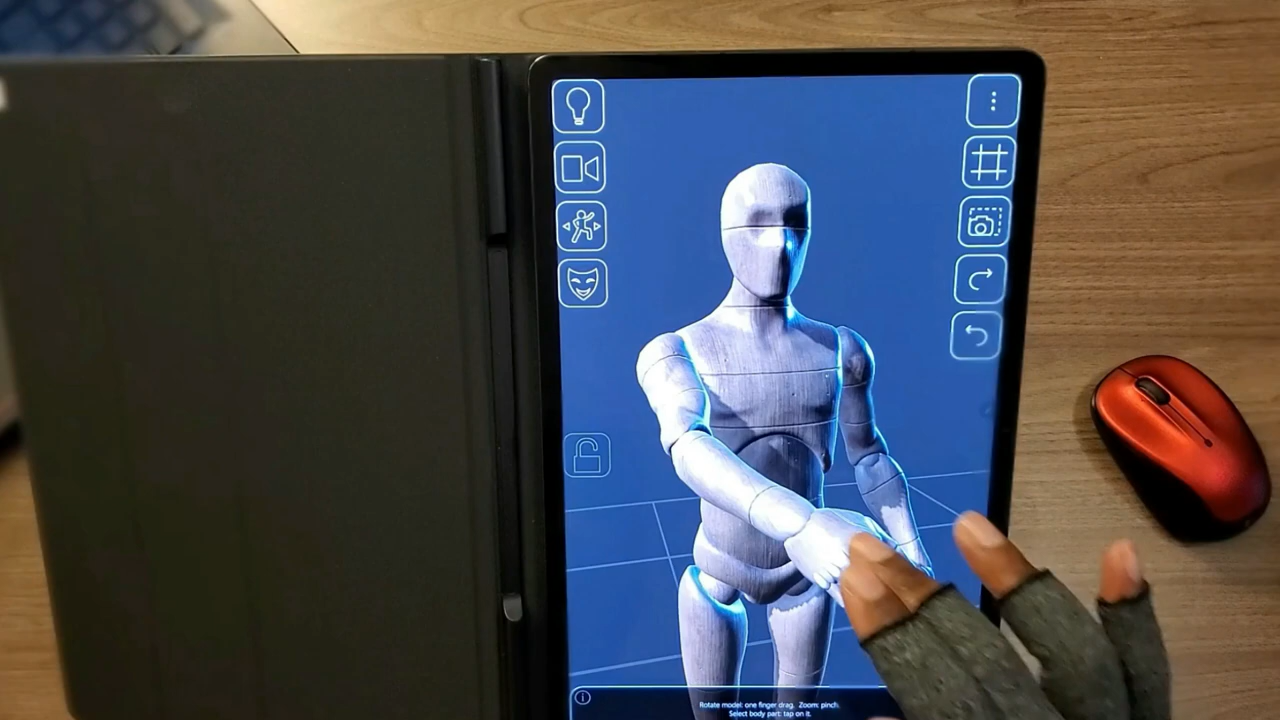 Rotate model: one finger drag. Zoom: pinch.
Select body part: tap on it.